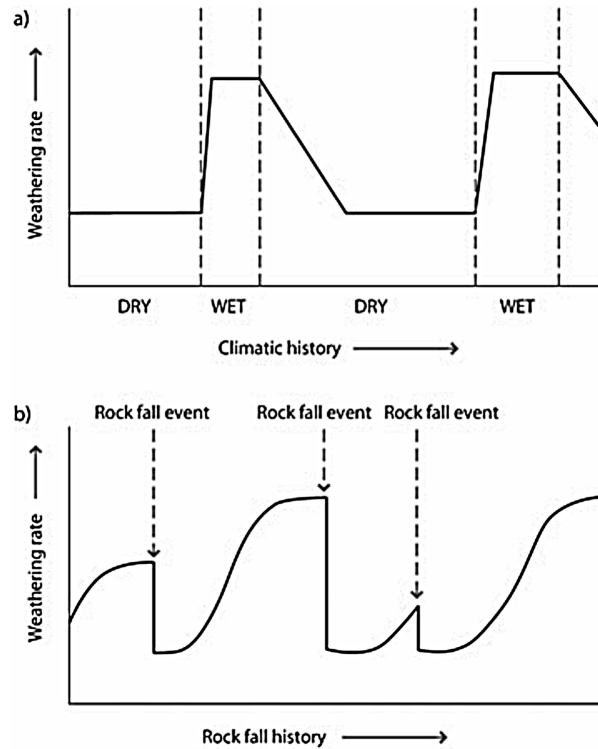 a)
Weathering rate
DRY WET DRY WET
Climatic history
b)
Rock fall event Rock fall event Rock fall event
Weathering rate
Rock fall history